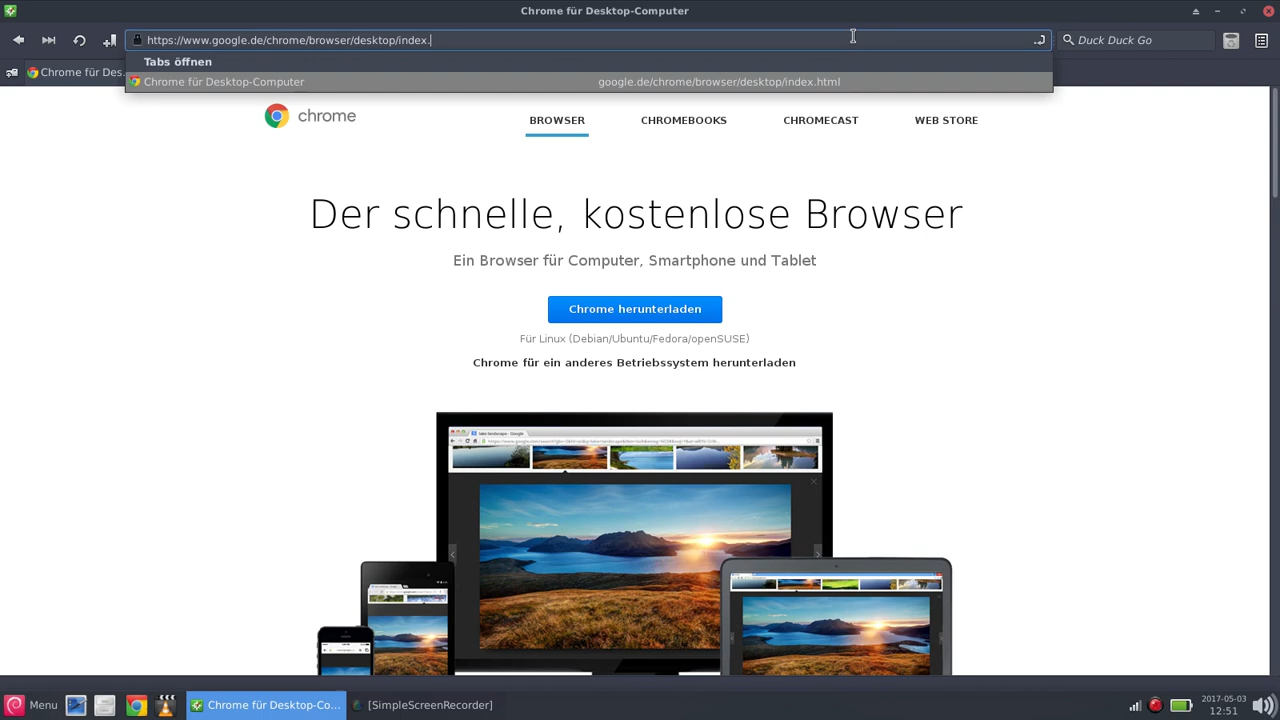 Chrome für Desktop-Computer
https://www.google.de/chrome/browser/desktop/index.
Duck Duck Go
Tabs öffnen
Chrome für Des...
Chrome für Desktop-Computer google.de/chrome/browser/desktop/index.html
chrome
BROWSER CHROMEBOOKS CHROMECAST WEB STORE
Der schnelle, kostenlose Browser
Ein Browser für Computer, Smartphone und Tablet
Chrome herunterladen
Für Linux (Debian/Ubuntu/Fedora/openSUSE)
Chrome für ein anderes Betriebssystem herunterladen
Menu
Chrome für Desktop-Co...
[SimpleScreenRecorder]
2017-05-03
12:51